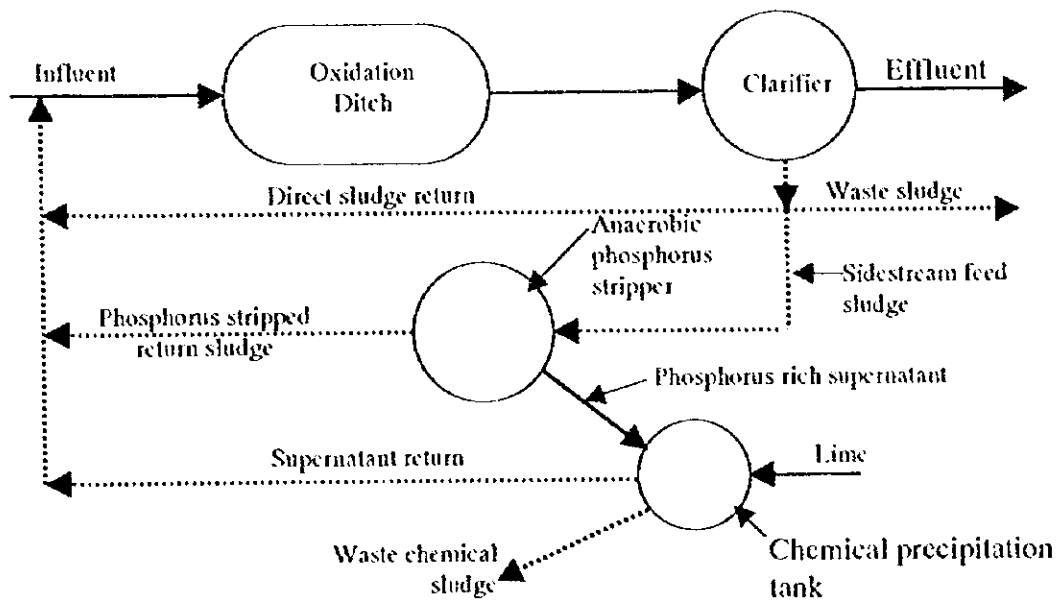 Influent
Oxidation
Ditch
Clarifier
Effluent
Direct sludge return
Waste sludge
Anaerobic
phosphorus
stripper
Sidestream feed
sludge
Phosphorus stripped
return sludge
Phosphorus rich supernatant
Supernatant return
Lime
Waste chemical
sludge
Chemical precipitation
tank